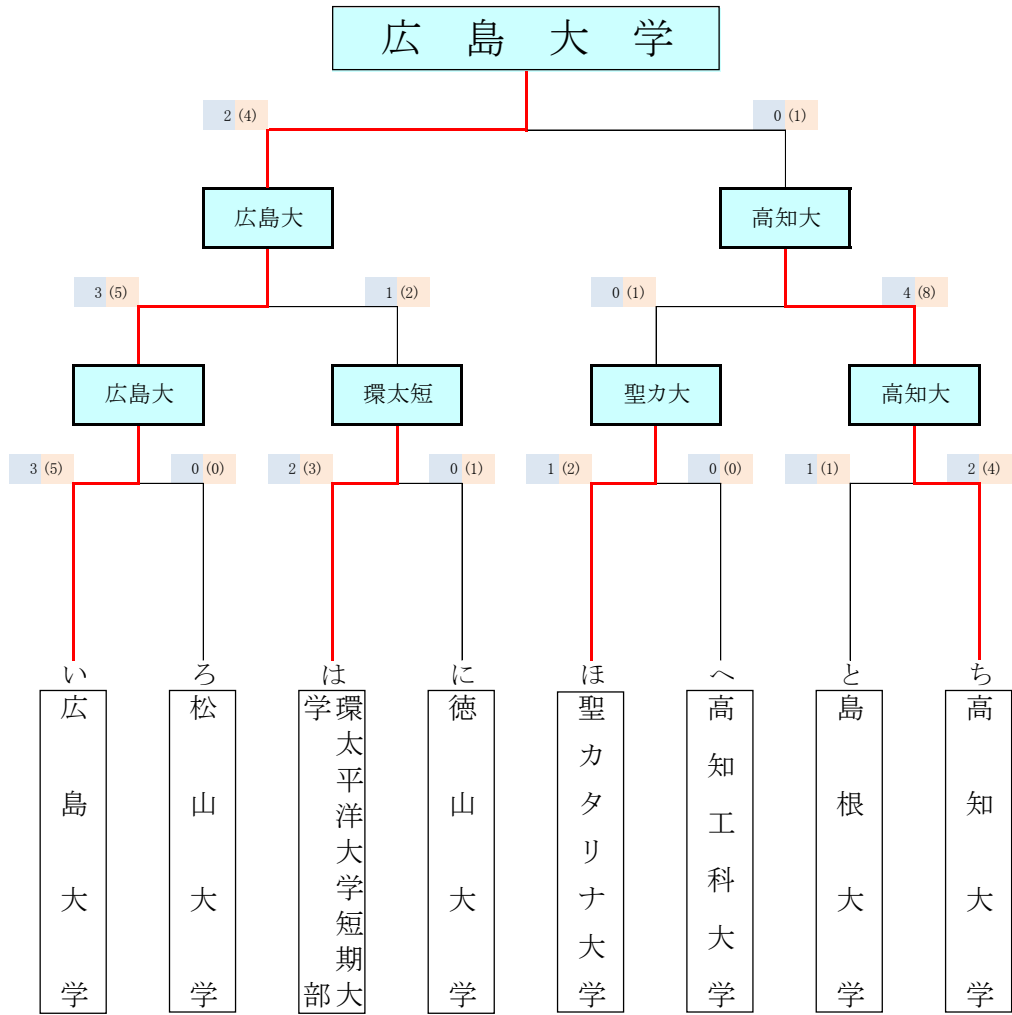 広島大学
2 (4)
0 (1)
広島大
高知大
3 (5)
1 (2)
0 (1)
4 (8)
広島大
環太短
聖カ大
高知大
3 (5)
0 (0)
2 (3)
0 (1)
1 (2)
0 (0)
1 (1)
2 (4)
い
ろ
は
に
ほ
へ
と
ち
広島大学
松山大学
環太平洋大学短期大
学部
徳山大学
聖カタリナ大学
高知工科大学
島根大学
高知大学